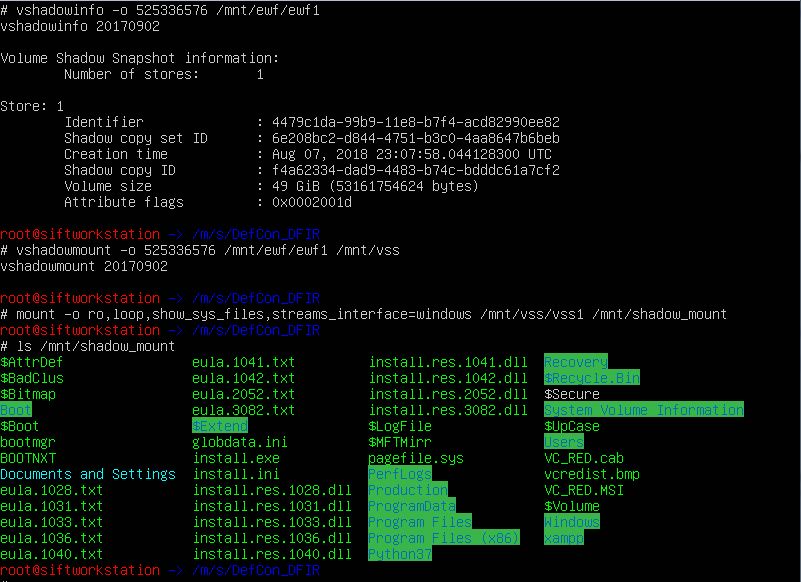 # vshadowinfo -o 525336576 /mnt/ewf/ewf1
vshadowinfo 20170902
Volume Shadow Snapshot information:
Number of stores: 1
Store: 1
Identifier : 4479c1da-99b9-11e8-b7f4-acd82990ee82
Shadow copy set ID : 6e208bc2-d844-4751-b3c0-4aa8647b6beb
Creation time : Aug 07, 2018 23:07:58.044128300 UTC
Shadow copy ID : f4a62334-dad9-4483-b74c-bdddc61a7cf2
Volume size : 49 GiB (53161754624 bytes)
Attribute flags : 0x0002001d
root@siftworkstation -> /m/s/DefCon_DFIR
# vshadowmount -o 525336576 /mnt/ewf/ewf1 /mnt/vss
vshadowmount 20170902
root@siftworkstation -> /m/s/DefCon_DFIR
# mount -o ro,loop,show_sys_files,streams_interface=windows /mnt/vss/vss1 /mnt/shadow_mount
root@siftworkstation -> /m/s/DefCon_DFIR
# ls /mnt/shadow_mount
$AttrDef eula.1041.txt install.res.1041.dll Recovery
$BadClus eula.1042.txt install.res.1042.dll $Recycle.Bin
$Bitmap eula.2052.txt install.res.2052.dll $Secure
Boot eula.3082.txt install.res.3082.dll System Volume Information
$Boot $Extend $LogFile $UpCase
bootmgr globdata.ini $MFTMirr Users
BOOTNXT install.exe pagefile.sys VC_RED.cab
Documents and Settings install.ini PerfLogs vcredist.bmp
eula.1028.txt install.res.1028.dll Production VC_RED.MSI
eula.1031.txt install.res.1031.dll ProgramData $Volume
eula.1033.txt install.res.1033.dll Program Files Windows
eula.1036.txt install.res.1036.dll Program Files (x86) xampp
eula.1040.txt install.res.1040.dll Python37
root@siftworkstation -> /m/s/DefCon_DFIR